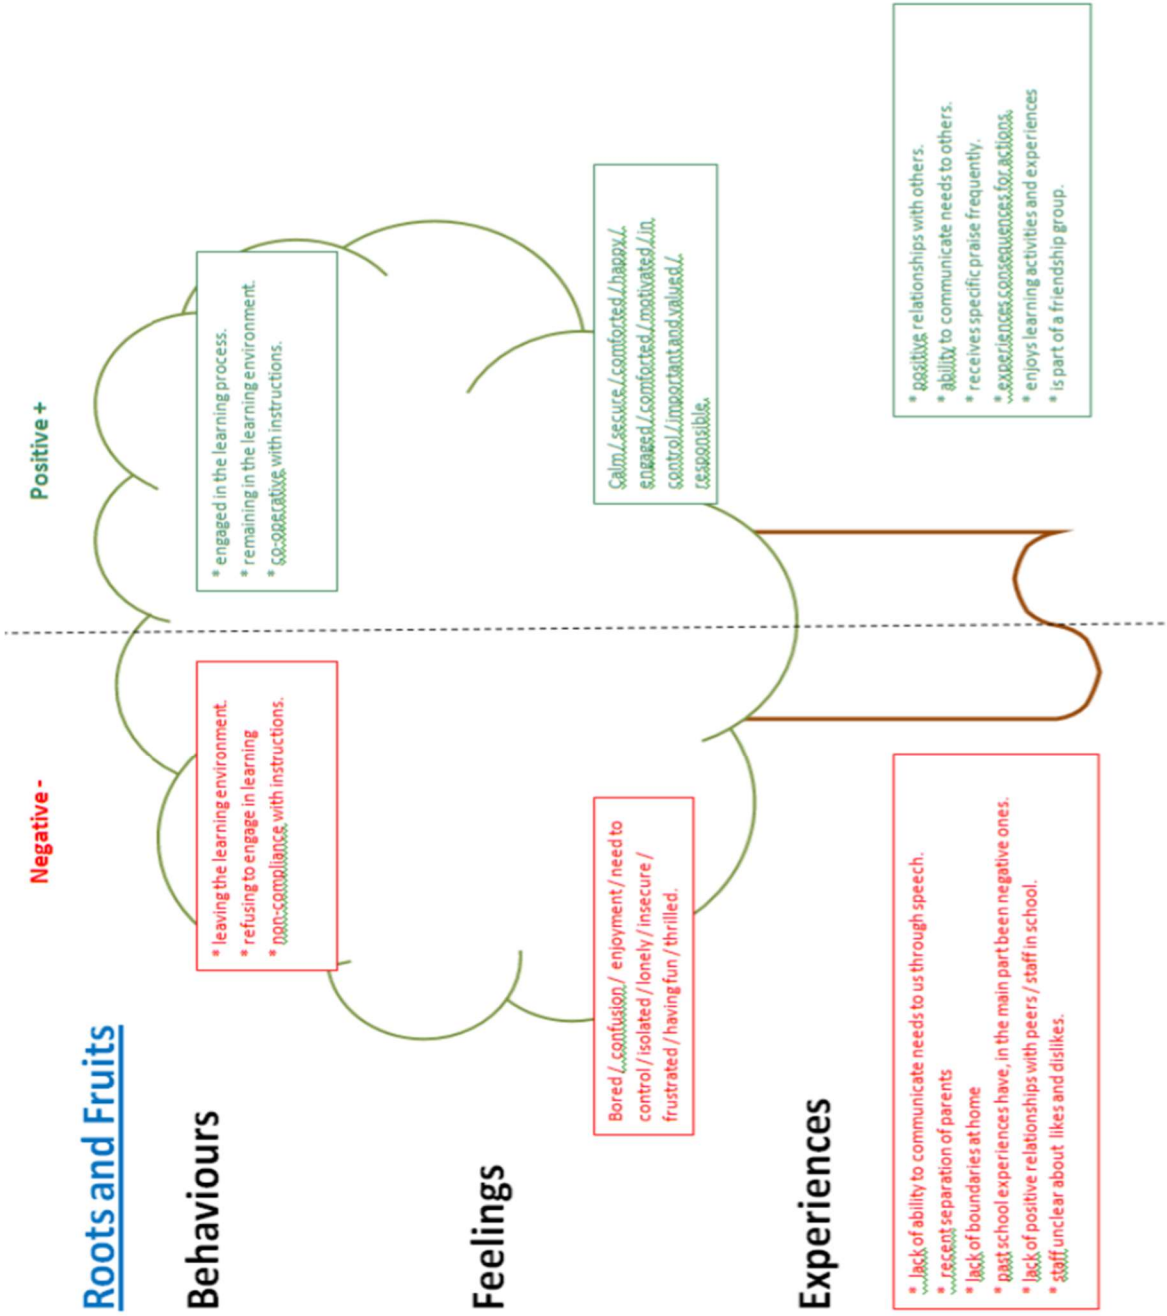 Roots and Fruits
Negative -
Positive +
Behaviours
* leaving the learning environment.
* refusing to engage in learning
* non-compliance with instructions.
* engaged in the learning process.
* remaining in the learning environment.
* co-operative with instructions.
Feelings
Bored / confusion / enjoyment / need to
control / isolated / lonely / insecure /
frustrated / having fun / thrilled.
Calm / secure / comforted / happy /
engaged / comforted / motivated / in
control / important and valued /
responsible.
Experiences
* lack of ability to communicate needs to us through speech.
* recent separation of parents
* lack of boundaries at home
* past school experiences have, in the main part been negative ones.
* lack of positive relationships with peers / staff in school.
* staff unclear about likes and dislikes.
* positive relationships with others.
* ability to communicate needs to others.
* receives specific praise frequently.
* experiences consequences for actions.
* enjoys learning activities and experiences
* is part of a friendship group.